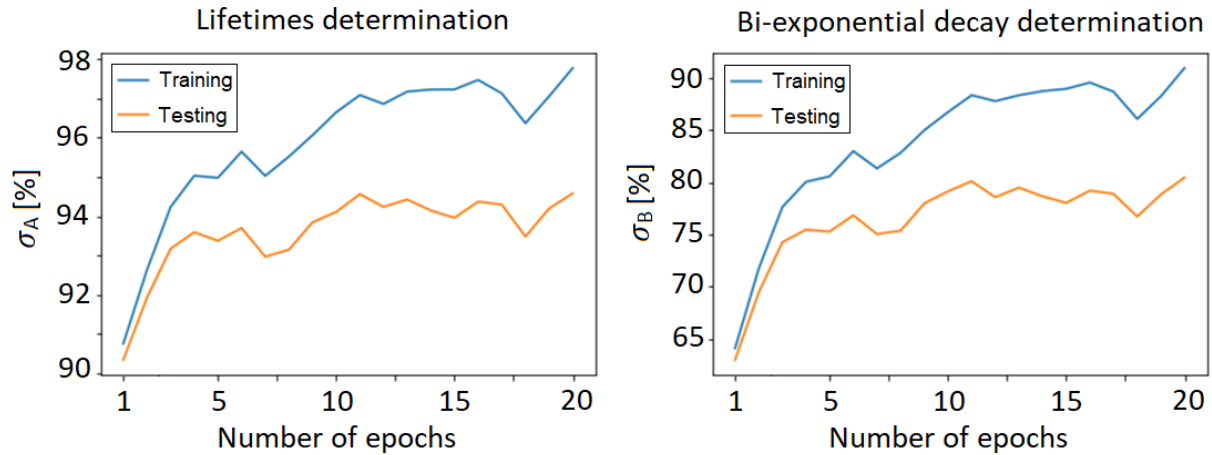 Lifetimes determination
98
96
94
92
90
σA [%]
Training
Testing
1
5
10
15
20
Number of epochs
Bi-exponential decay determination
90
85
80
75
70
65
σB [%]
Training
Testing
1
5
10
15
20
Number of epochs